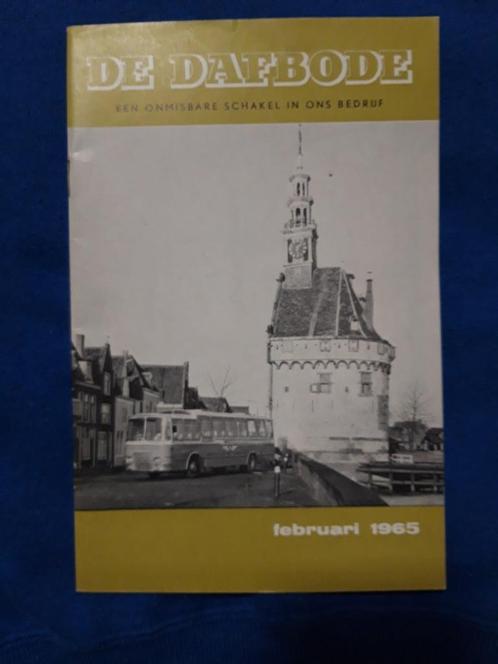 DE DAFBODE
EEN ONMISBARE SCHAKEL IN ONS BEDRIJF
februari 1965